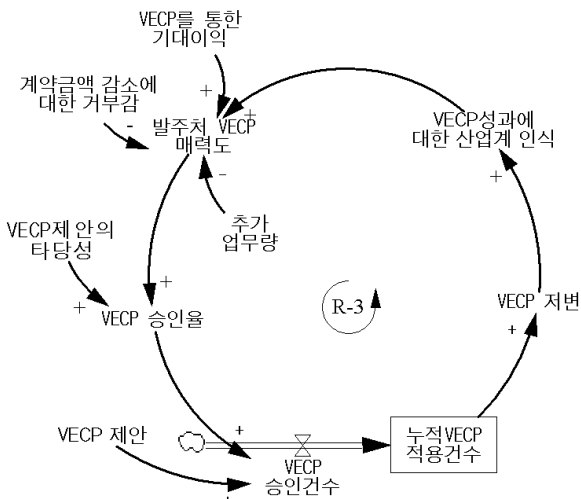 VECP를 통한
기대이익
계약금액 감소에
대한 거부감
+
+
-
발주처 VECP
매력도
VECP성과에
대한 산업계 인식
-
+
추가
업무량
VECP제안의
타당성
+
+
VECP 승인율
R-3
VECP 저변
+
+
VECP 제안
누적VECP
적용건수
VECP
승인건수